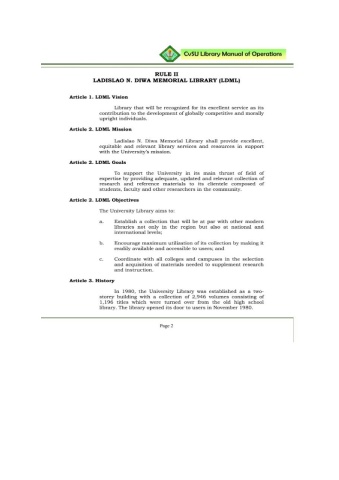 CvSU Library Manual of Operations
RULE II
LADISLAO N. DIWA MEMORIAL LIBRARY (LDML)
Article 1. LDML Vision
Library that will be recognized for its excellent service as its
contribution to the development of globally competitive and morally
upright individuals.
Article 2. LDML Mission
Ladislao N. Diwa Memorial Library shall provide excellent,
equitable and relevant library services and resources in support
with the University's mission.
Article 2. LDML Goals
To support the University in its main thrust of field of
expertise by providing adequate, updated and relevant collection of
research and reference materials to its clientele composed of
students, faculty and other researchers in the community.
Article 2. LDML Objectives
The University Library aims to:
a. Establish a collection that will be at par with other modern
libraries not only in the region but also at national and
international levels;
b. Encourage maximum utilization of its collection by making it
readily available and accessible to users; and
c. Coordinate with all colleges and campuses in the selection
and acquisition of materials needed to supplement research
and instruction.
Article 3. History
In 1980, the University Library was established as a two-
storey building with a collection of 2,946 volumes consisting of
1,196 titles which were turned over from the old high school
library. The library opened its door to users in November 1980.
Page 2